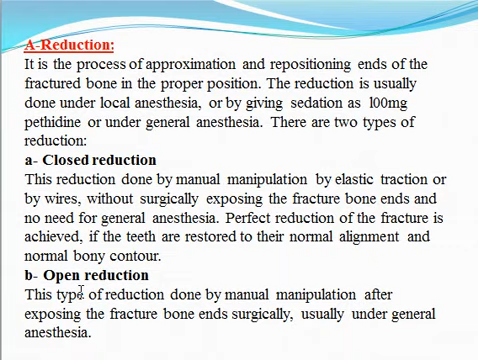 A-Reduction:
It is the process of approximation and repositioning ends of the
fractured bone in the proper position. The reduction is usually
done under local anesthesia, or by giving sedation as 100mg
pethidine or under general anesthesia. There are two types of
reduction:
a- Closed reduction
This reduction done by manual manipulation by elastic traction or
by wires, without surgically exposing the fracture bone ends and
no need for general anesthesia. Perfect reduction of the fracture is
achieved, if the teeth are restored to their normal alignment and
normal bony contour.
b- Open reduction
This type of reduction done by manual manipulation after
exposing the fracture bone ends surgically, usually under general
anesthesia.